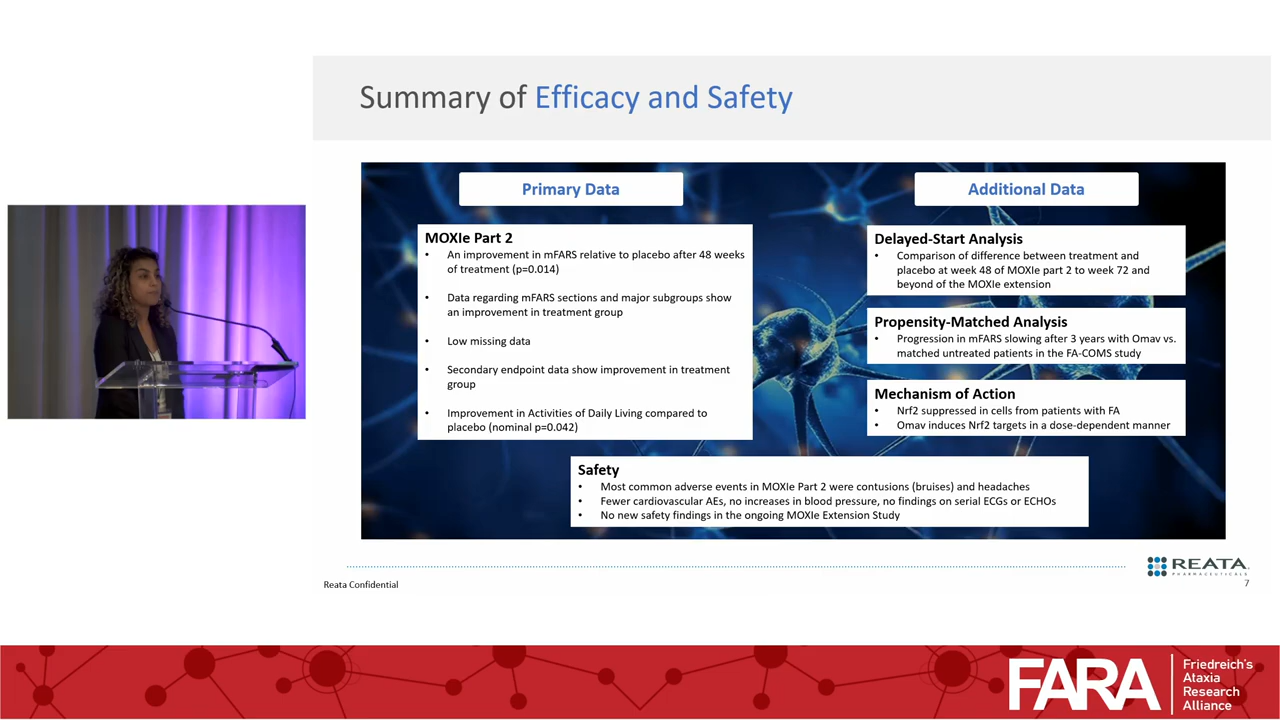 Summary of Efficacy and Safety
Primary Data
MOXIe Part 2
• An improvement in mFARS relative to placebo after 48 weeks
of treatment (p=0.014)
• Data regarding mFARS sections and major subgroups show
an improvement in treatment group
• Low missing data
• Secondary endpoint data show improvement in treatment
group
• Improvement in Activities of Daily Living compared to
placebo (nominal p=0.042)
Additional Data
Delayed-Start Analysis
• Comparison of difference between treatment and
placebo at week 48 of MOXIe part 2 to week 72 and
beyond of the MOXIe extension
Propensity-Matched Analysis
• Progression in mFARS slowing after 3 years with Omav vs.
matched untreated patients in the FA-COMS study
Mechanism of Action
• Nrf2 suppressed in cells from patients with FA
• Omav induces Nrf2 targets in a dose-dependent manner
Safety
• Most common adverse events in MOXIe Part 2 were contusions (bruises) and headaches
• Fewer cardiovascular AEs, no increases in blood pressure, no findings on serial ECGs or ECHOs
• No new safety findings in the ongoing MOXIe Extension Study
REATA
PHARMACEUTICALS
Reata Confidential
7
FARA
Friedreich's
Ataxia
Research
Alliance